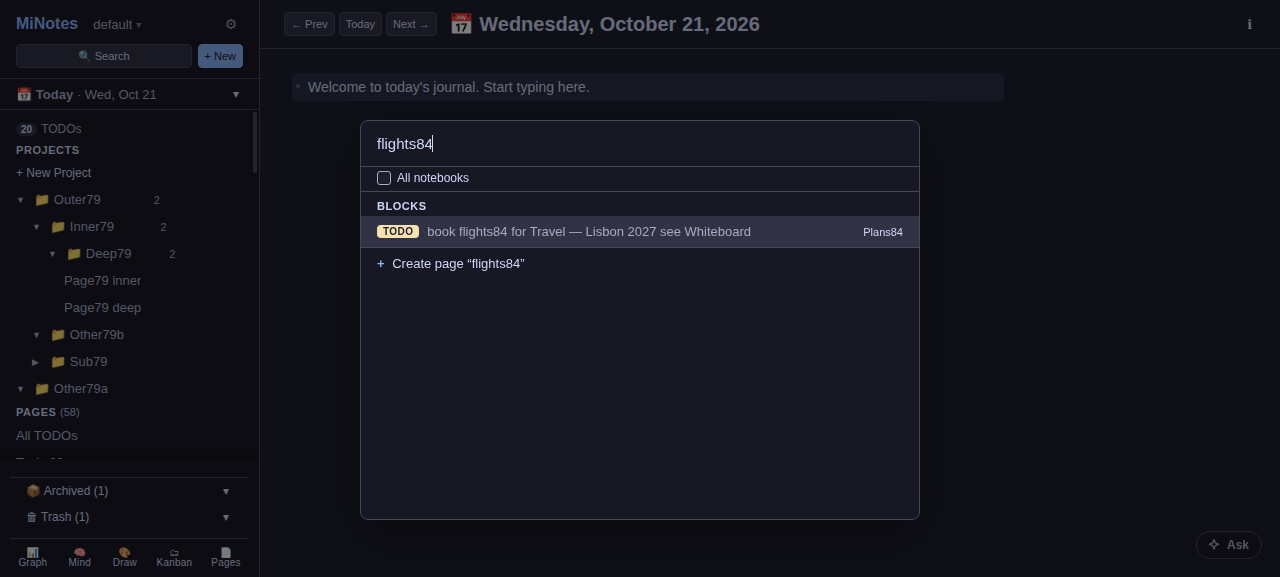 MiNotes default ▾
🔍 Search
+ New
📅 Today · Wed, Oct 21
20 TODOs
PROJECTS
+ New Project
Outer79 2
Inner79 2
Deep79 2
Page79 inner
Page79 deep
Other79b
Sub79
Other79a
PAGES (58)
All TODOs
📦 Archived (1)
🗑 Trash (1)
Graph Mind Draw Kanban Pages
← Prev Today Next → 📅 Wednesday, October 21, 2026
Welcome to today's journal. Start typing here.
flights84
All notebooks
BLOCKS
TODO book flights84 for Travel — Lisbon 2027 see Whiteboard Plans84
+ Create page “flights84”
Ask